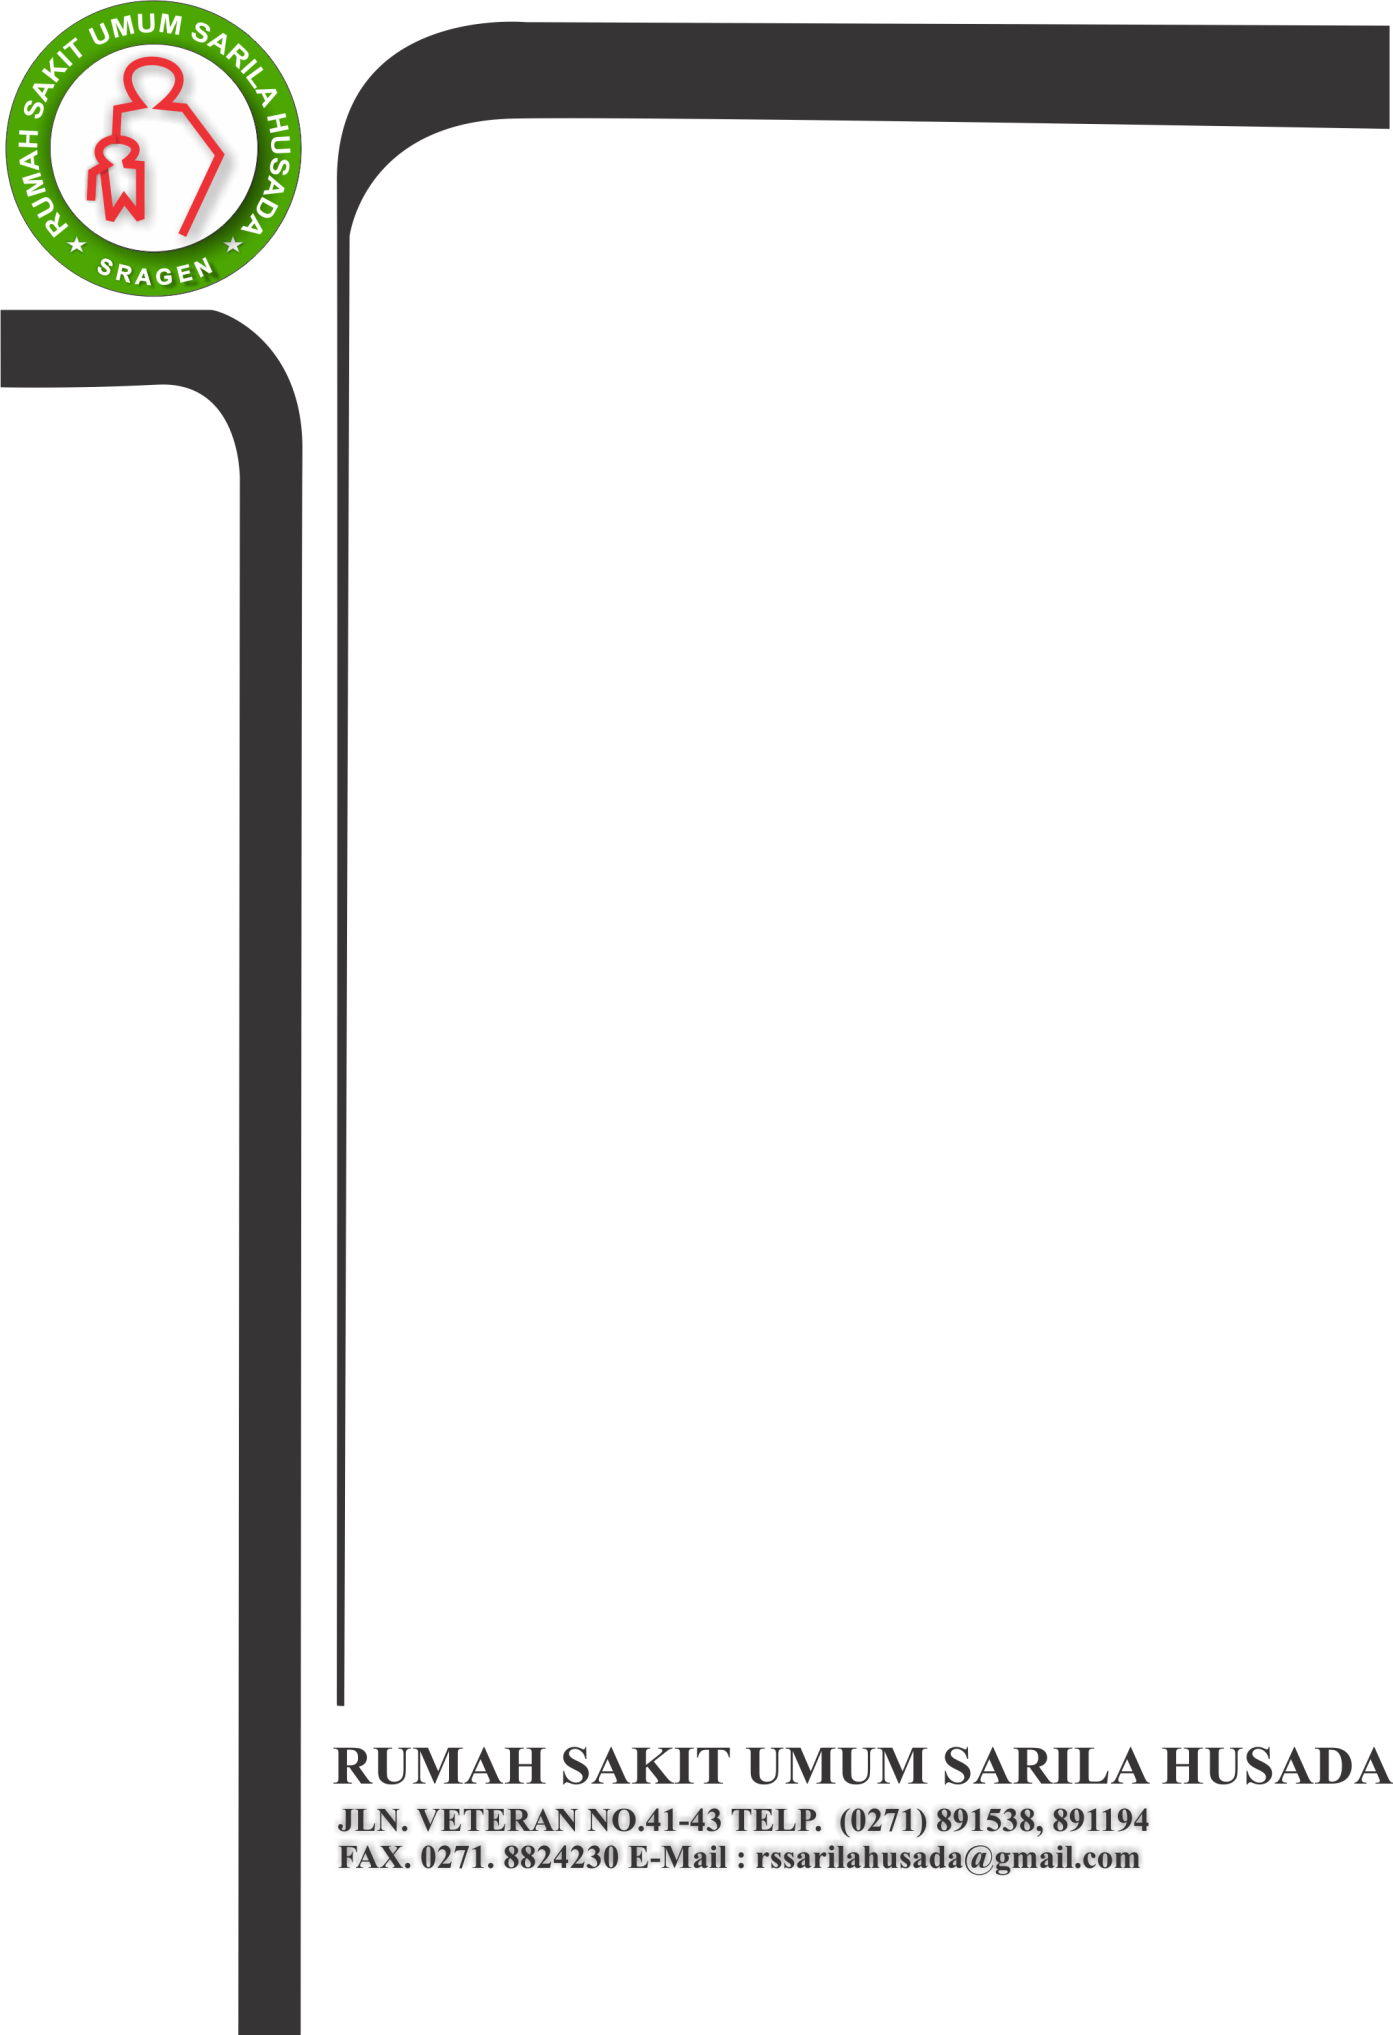 RUMAH SAKIT UMUM SARILA HUSADA
SRAGEN
RUMAH SAKIT UMUM SARILA HUSADA
JLN. VETERAN NO.41-43 TELP.  (0271) 891538, 891194
FAX. 0271. 8824230 E-Mail : rssarilahusada@gmail.com